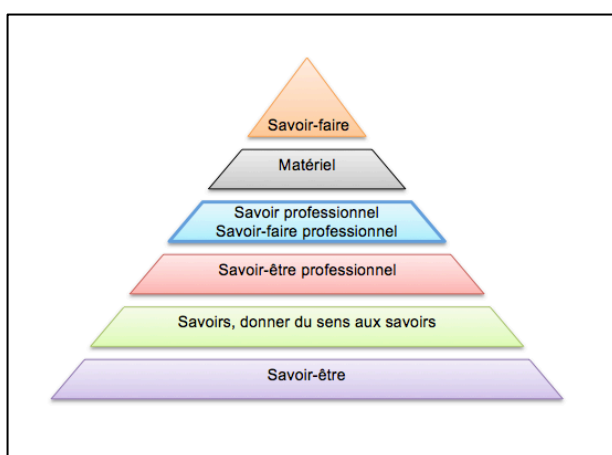 Savoir-faire
Matériel
Savoir professionnel
Savoir-faire professionnel
Savoir-être professionnel
Savoirs, donner du sens aux savoirs
Savoir-être